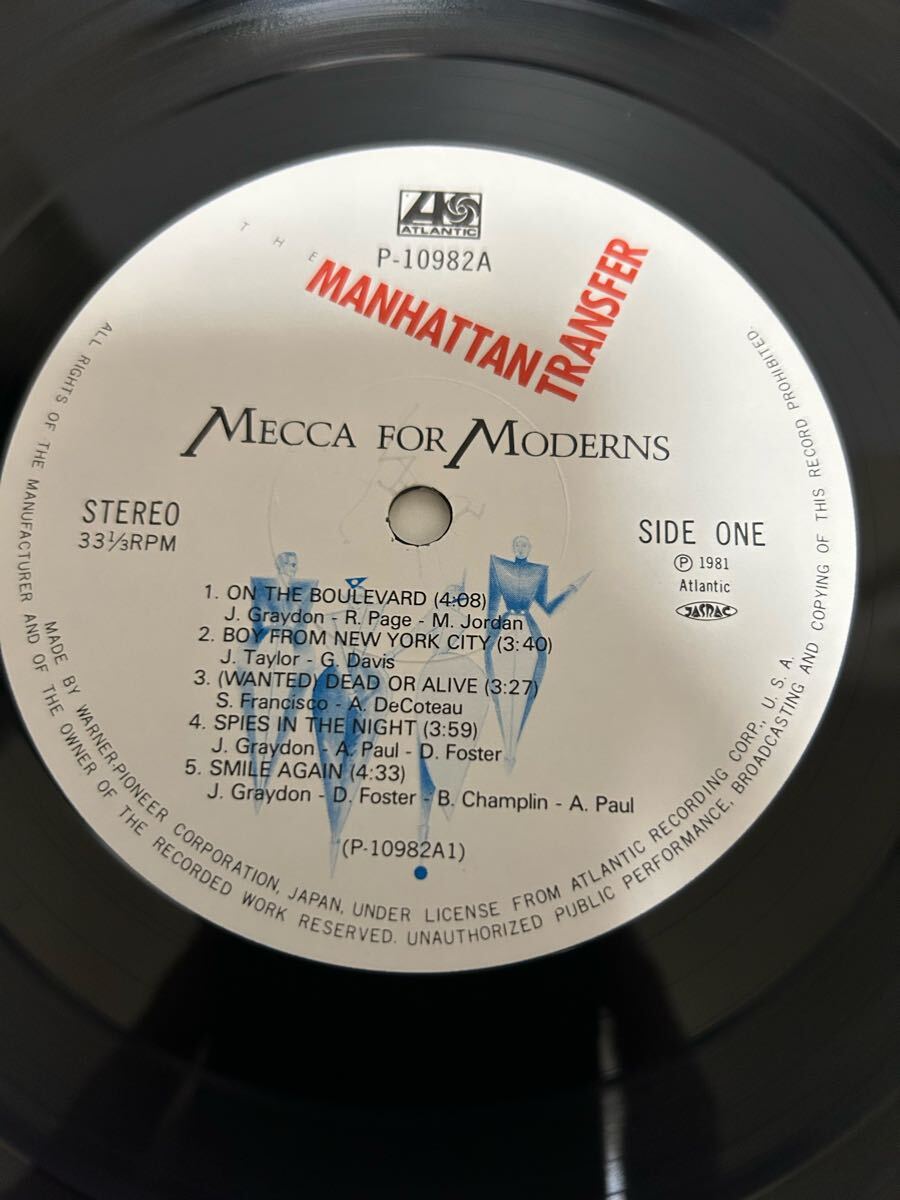 ATLANTIC
P-10982A
THE
MANHATTAN
TRANSFER
MECCA FOR MODERNS
STEREO
33⅓RPM
SIDE ONE
Ⓟ 1981
Atlantic
JASRAC
1. ON THE BOULEVARD (4:08)
J. Graydon - R. Page - M. Jordan
2. BOY FROM NEW YORK CITY (3:40)
J. Taylor - G. Davis
3. (WANTED) DEAD OR ALIVE (3:27)
S. Francisco - A. DeCoteau
4. SPIES IN THE NIGHT (3:59)
J. Graydon - A. Paul - D. Foster
5. SMILE AGAIN (4:33)
J. Graydon - D. Foster - B. Champlin - A. Paul
(P-10982A1)
MADE BY WARNER-PIONEER CORPORATION, JAPAN, UNDER LICENSE FROM ATLANTIC RECORDING CORP., U. S. A.
ALL RIGHTS OF THE MANUFACTURER AND OF THE OWNER OF THE RECORDED WORK RESERVED. UNAUTHORIZED PUBLIC PERFORMANCE, BROADCASTING AND COPYING OF THIS RECORD PROHIBITED.